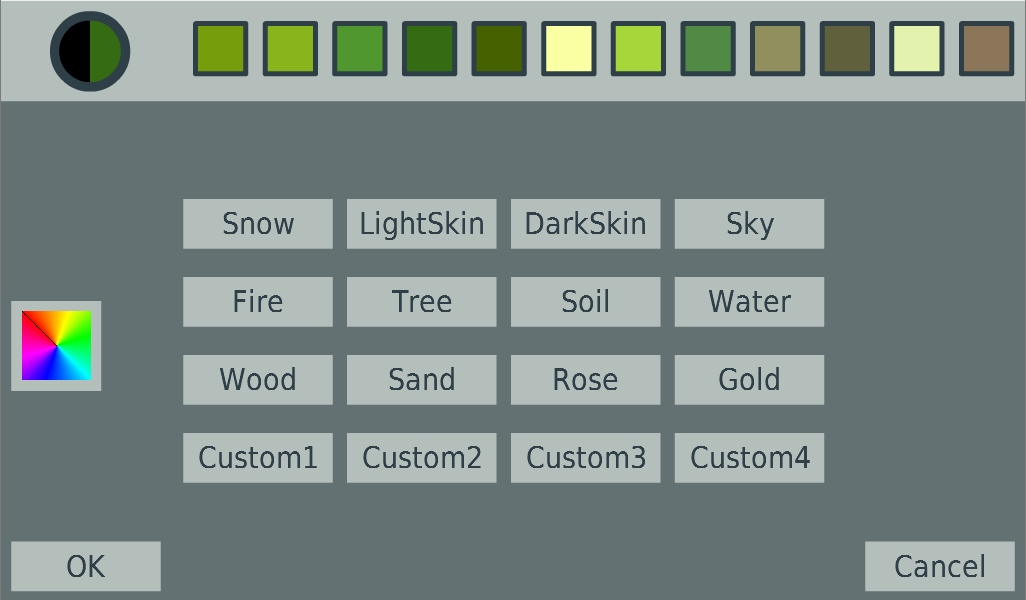 Snow LightSkin DarkSkin Sky
Fire Tree Soil Water
Wood Sand Rose Gold
Custom1 Custom2 Custom3 Custom4
OK Cancel